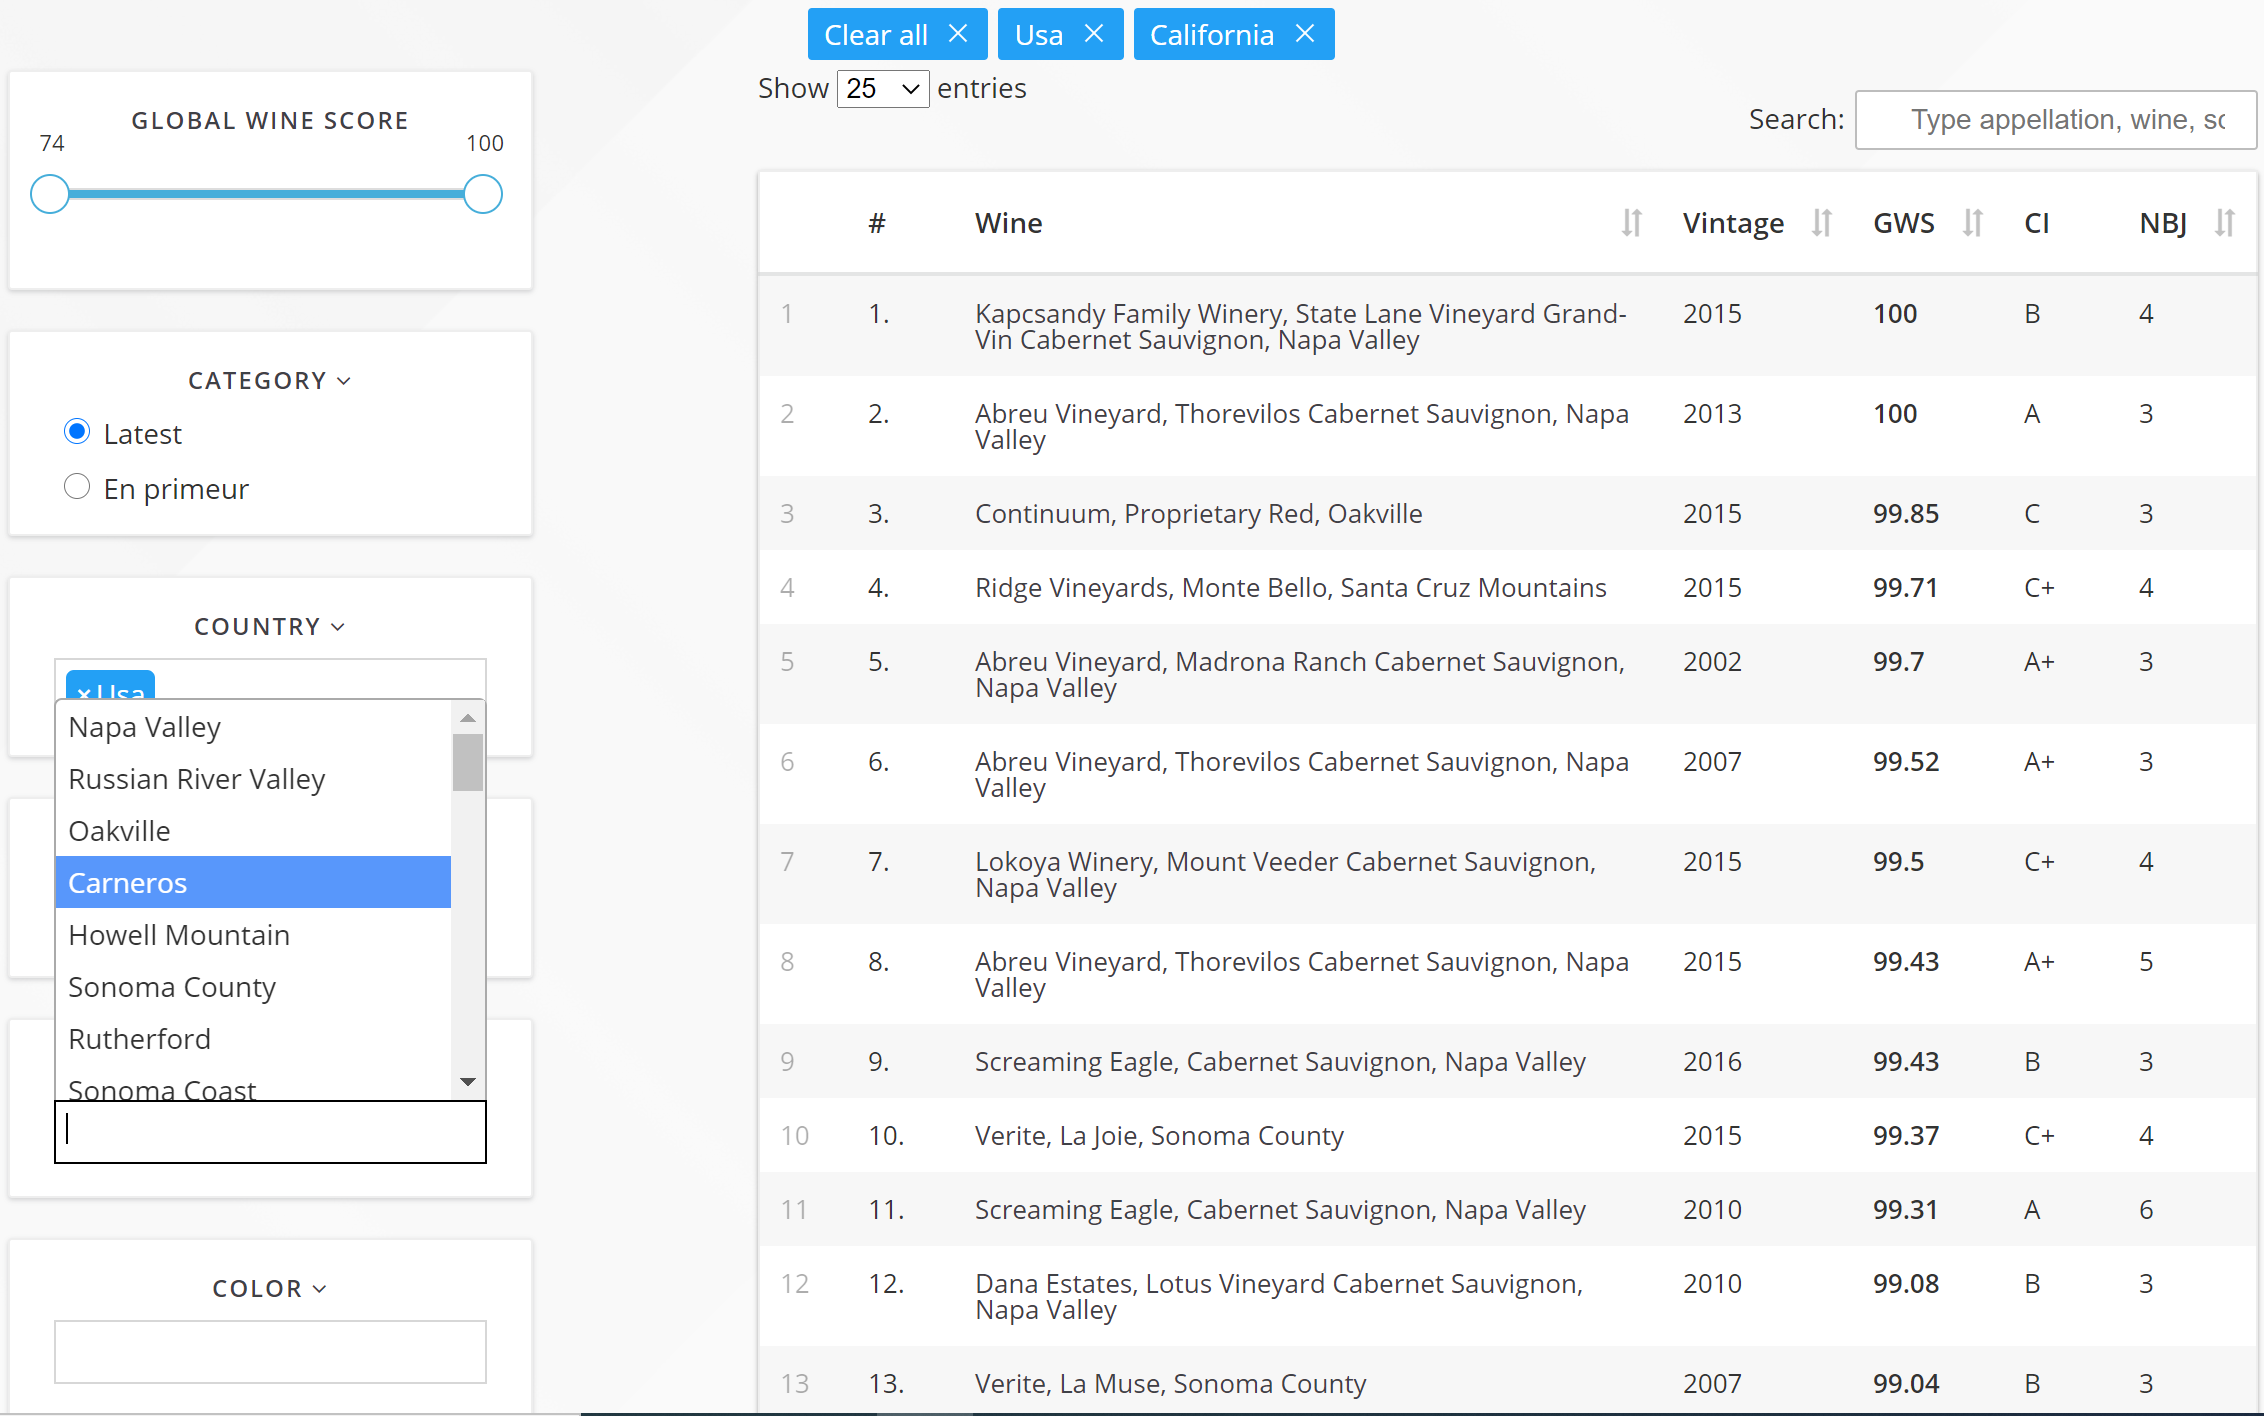 Clear all ×
Usa ×
California ×
Show 25 entries
Search: Type appellation, wine, sc
GLOBAL WINE SCORE
74 100
CATEGORY
Latest
En primeur
COUNTRY
× Usa
Napa Valley
Russian River Valley
Oakville
Carneros
Howell Mountain
Sonoma County
Rutherford
Sonoma Coast
COLOR
# Wine Vintage GWS CI NBJ
1 1. Kapcsandy Family Winery, State Lane Vineyard Grand- 2015 100 B 4
Vin Cabernet Sauvignon, Napa Valley
2 2. Abreu Vineyard, Thorevilos Cabernet Sauvignon, Napa 2013 100 A 3
Valley
3 3. Continuum, Proprietary Red, Oakville 2015 99.85 C 3
4 4. Ridge Vineyards, Monte Bello, Santa Cruz Mountains 2015 99.71 C+ 4
5 5. Abreu Vineyard, Madrona Ranch Cabernet Sauvignon, 2002 99.7 A+ 3
Napa Valley
6 6. Abreu Vineyard, Thorevilos Cabernet Sauvignon, Napa 2007 99.52 A+ 3
Valley
7 7. Lokoya Winery, Mount Veeder Cabernet Sauvignon, 2015 99.5 C+ 4
Napa Valley
8 8. Abreu Vineyard, Thorevilos Cabernet Sauvignon, Napa 2015 99.43 A+ 5
Valley
9 9. Screaming Eagle, Cabernet Sauvignon, Napa Valley 2016 99.43 B 3
10 10. Verite, La Joie, Sonoma County 2015 99.37 C+ 4
11 11. Screaming Eagle, Cabernet Sauvignon, Napa Valley 2010 99.31 A 6
12 12. Dana Estates, Lotus Vineyard Cabernet Sauvignon, 2010 99.08 B 3
Napa Valley
13 13. Verite, La Muse, Sonoma County 2007 99.04 B 3